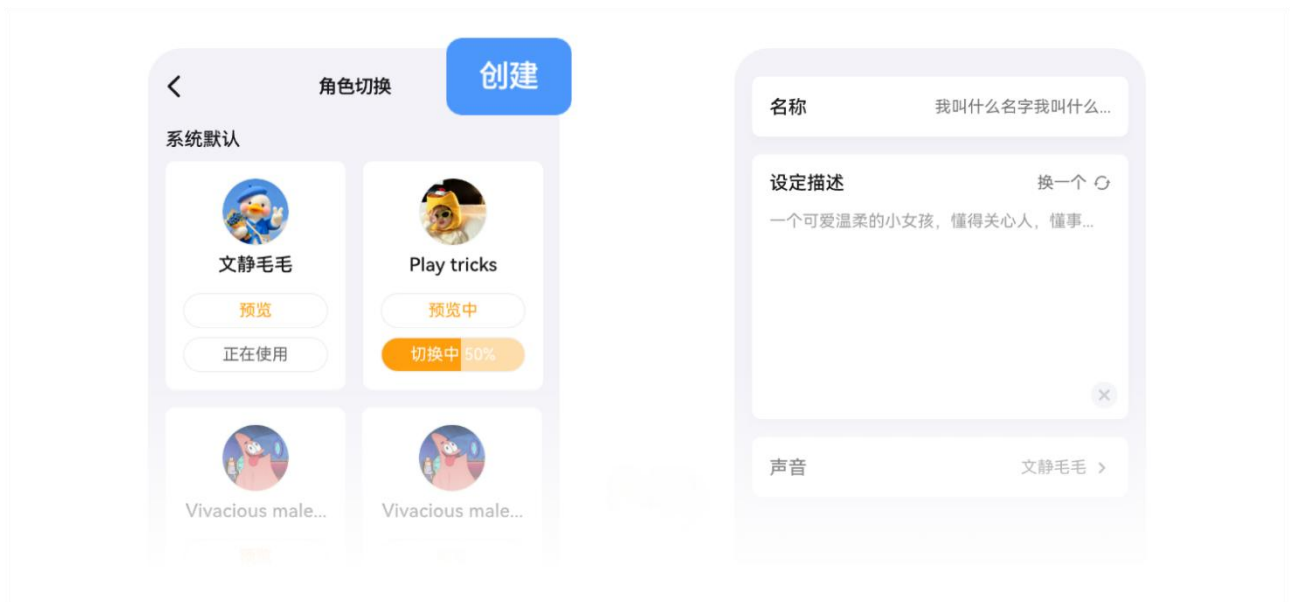 角色切换
创建
系统默认
文静毛毛
Play tricks
预览
预览中
正在使用
切换中 50%
Vivacious male...
Vivacious male...
名称
我叫什么名字我叫什么...
设定描述
换一个
一个可爱温柔的小女孩，懂得关心人，懂事...
声音
文静毛毛